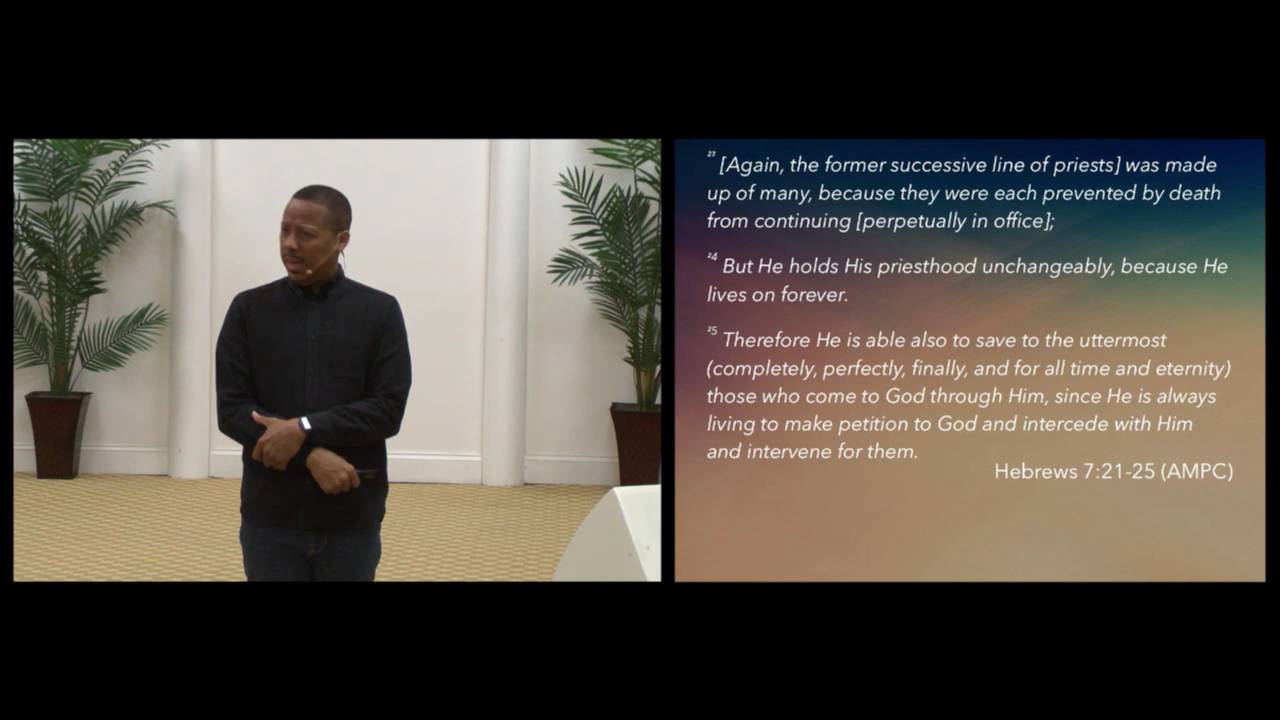 23 [Again, the former successive line of priests] was made
up of many, because they were each prevented by death
from continuing [perpetually in office];
24 But He holds His priesthood unchangeably, because He
lives on forever.
25 Therefore He is able also to save to the uttermost
(completely, perfectly, finally, and for all time and eternity)
those who come to God through Him, since He is always
living to make petition to God and intercede with Him
and intervene for them.
Hebrews 7:21-25 (AMPC)